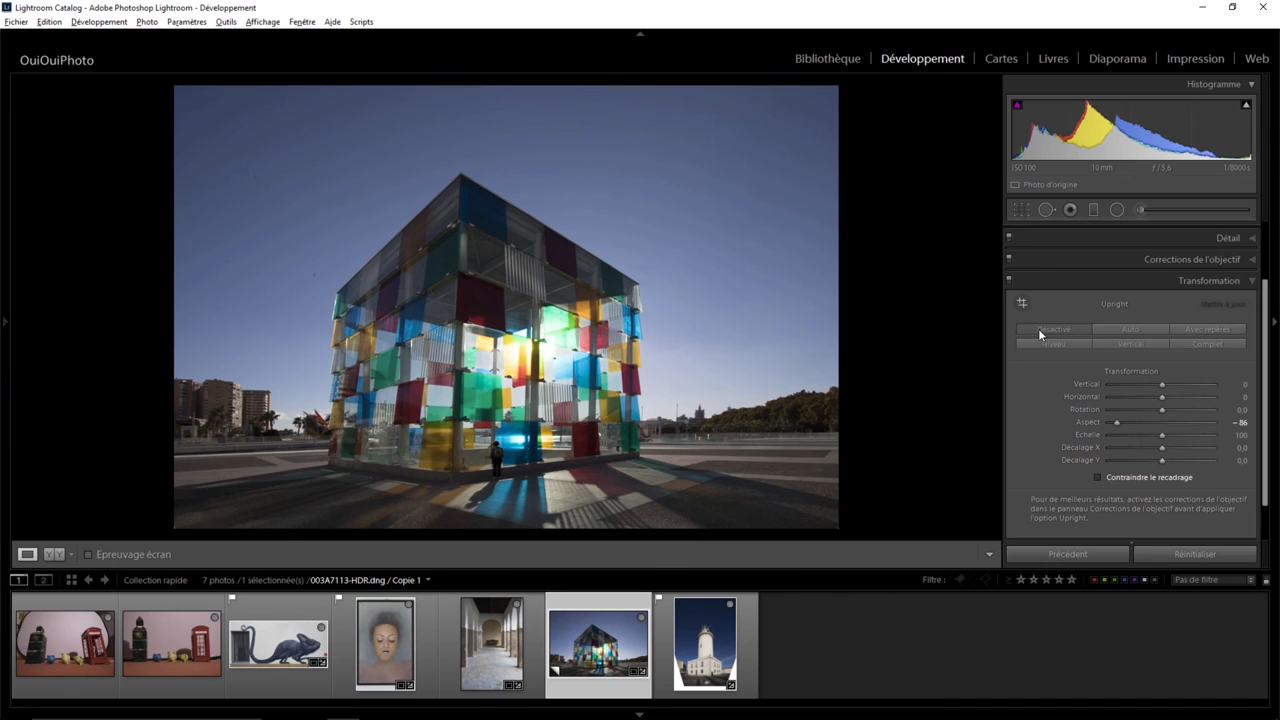 Lr Lightroom Catalog - Adobe Photoshop Lightroom - Développement
Fichier Edition Développement Photo Paramètres Outils Affichage Fenêtre Aide Scripts
OuiOuiPhoto
Bibliothèque | Développement | Cartes | Livres | Diaporama | Impression | Web
Histogramme
ISO 100 10 mm ƒ / 5,6 1/8000 s
Photo d'origine
Détail
Corrections de l'objectif
Transformation
Upright Mettre à jour
Désactivé Auto Avec repères
Niveau Vertical Complet
Transformation
Vertical 0
Horizontal 0
Rotation 0,0
Aspect - 86
Echelle 100
Décalage X 0,0
Décalage Y 0,0
Contraindre le recadrage
Pour de meilleurs résultats, activez les corrections de l'objectif
dans le panneau Corrections de l'objectif avant d'appliquer
l'option Upright.
Y Y Epreuvage écran
Précédent Réinitialiser
1 2 Collection rapide 7 photos /1 sélectionnée(s) /003A7113-HDR.dng / Copie 1 Filtre : Pas de filtre